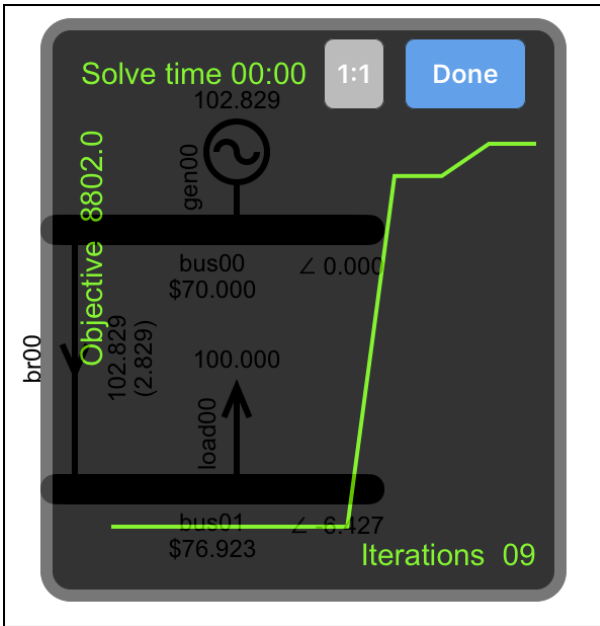 Solve time 00:00
1:1
Done
102.829
gen00
Objective 8802.0
bus00
∠ 0.000
$70.000
br00
102.829
(2.829)
100.000
load00
bus01
∠ -6.427
$76.923
Iterations 09